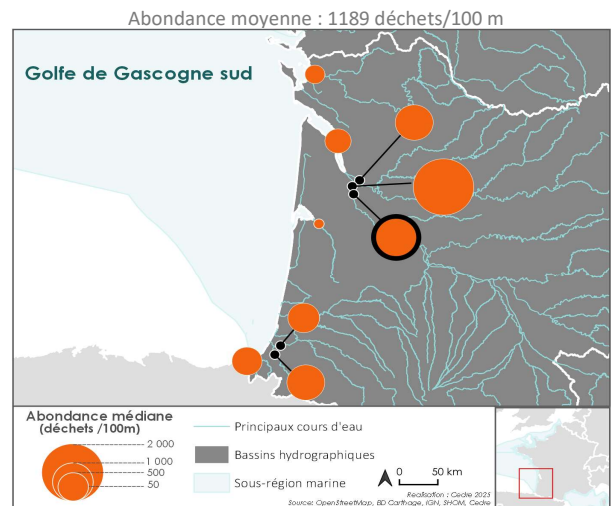 Abondance moyenne : 1189 déchets/100 m
Golfe de Gascogne sud
Abondance médiane
(déchets /100m)
2 000
1 000
500
50
Principaux cours d'eau
Bassins hydrographiques
Sous-région marine
0 50 km
Réalisation : Cedre 2023
Source: OpenStreetMap, BD Carthage, IGN, SHOM, Cedre